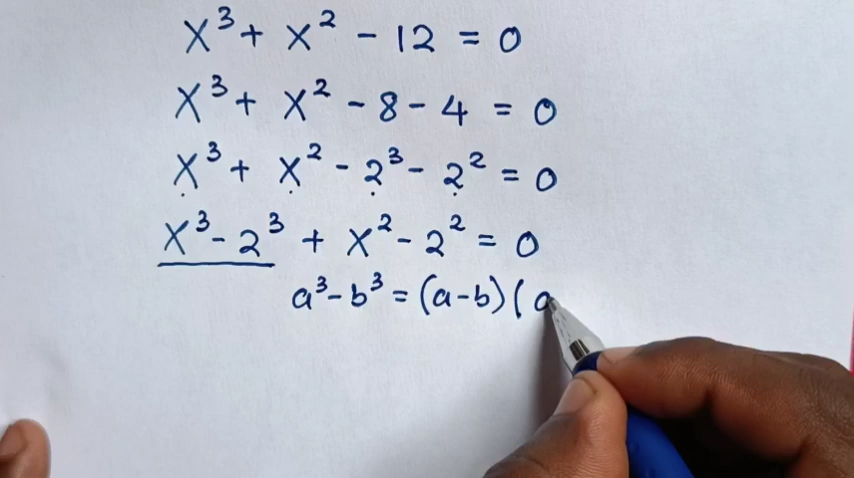 x³ + x² - 12 = 0
x³ + x² - 8 - 4 = 0
x³ + x² - 2³ - 2² = 0
x³ - 2³ + x² - 2² = 0
a³ - b³ = (a - b) ( a